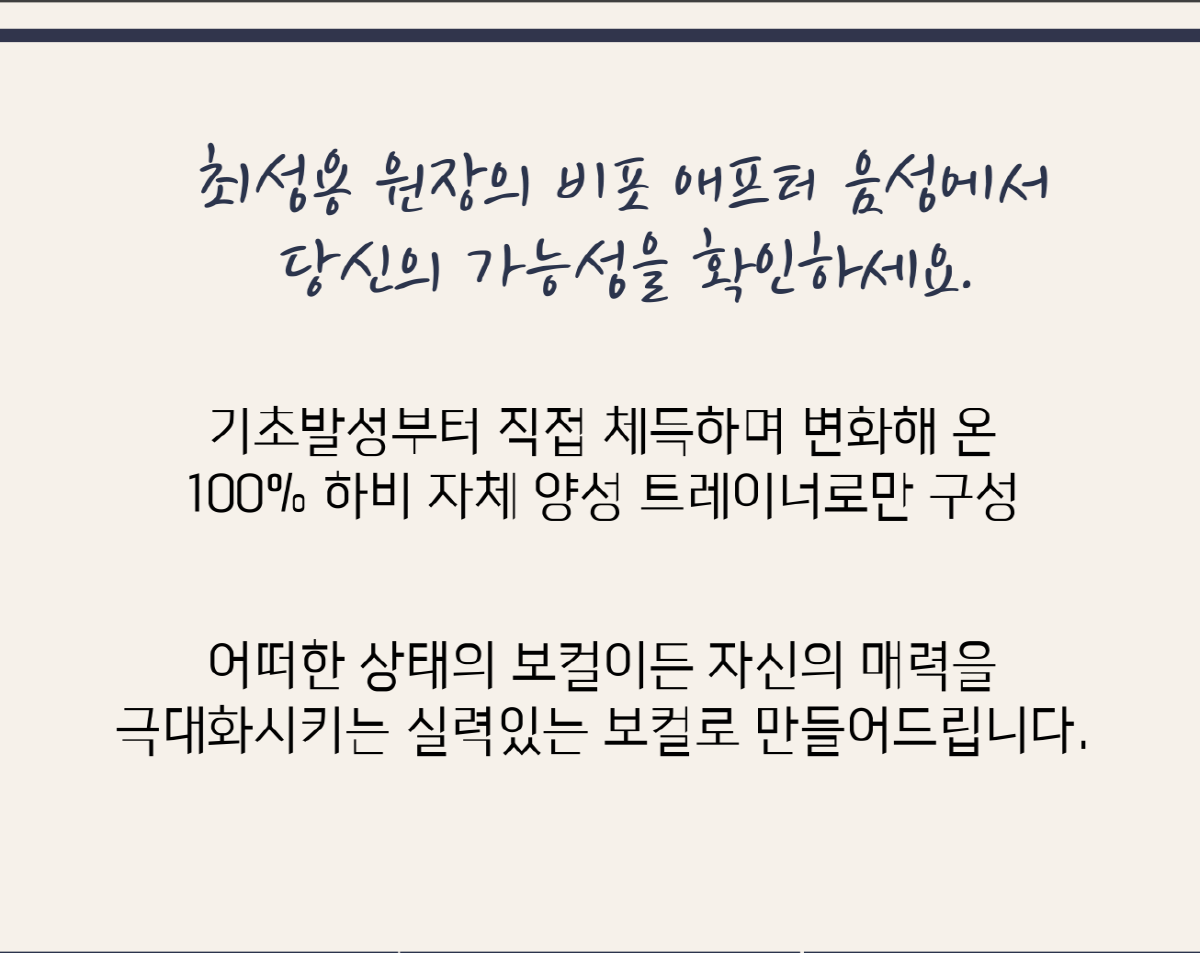 최성용 원장의 비포 애프터 음성에서
당신의 가능성을 확인하세요.
기초발성부터 직접 체득하며 변화해 온
100% 하비 자체 양성 트레이너로만 구성
어떠한 상태의 보컬이든 자신의 매력을
극대화시키는 실력있는 보컬로 만들어드립니다.